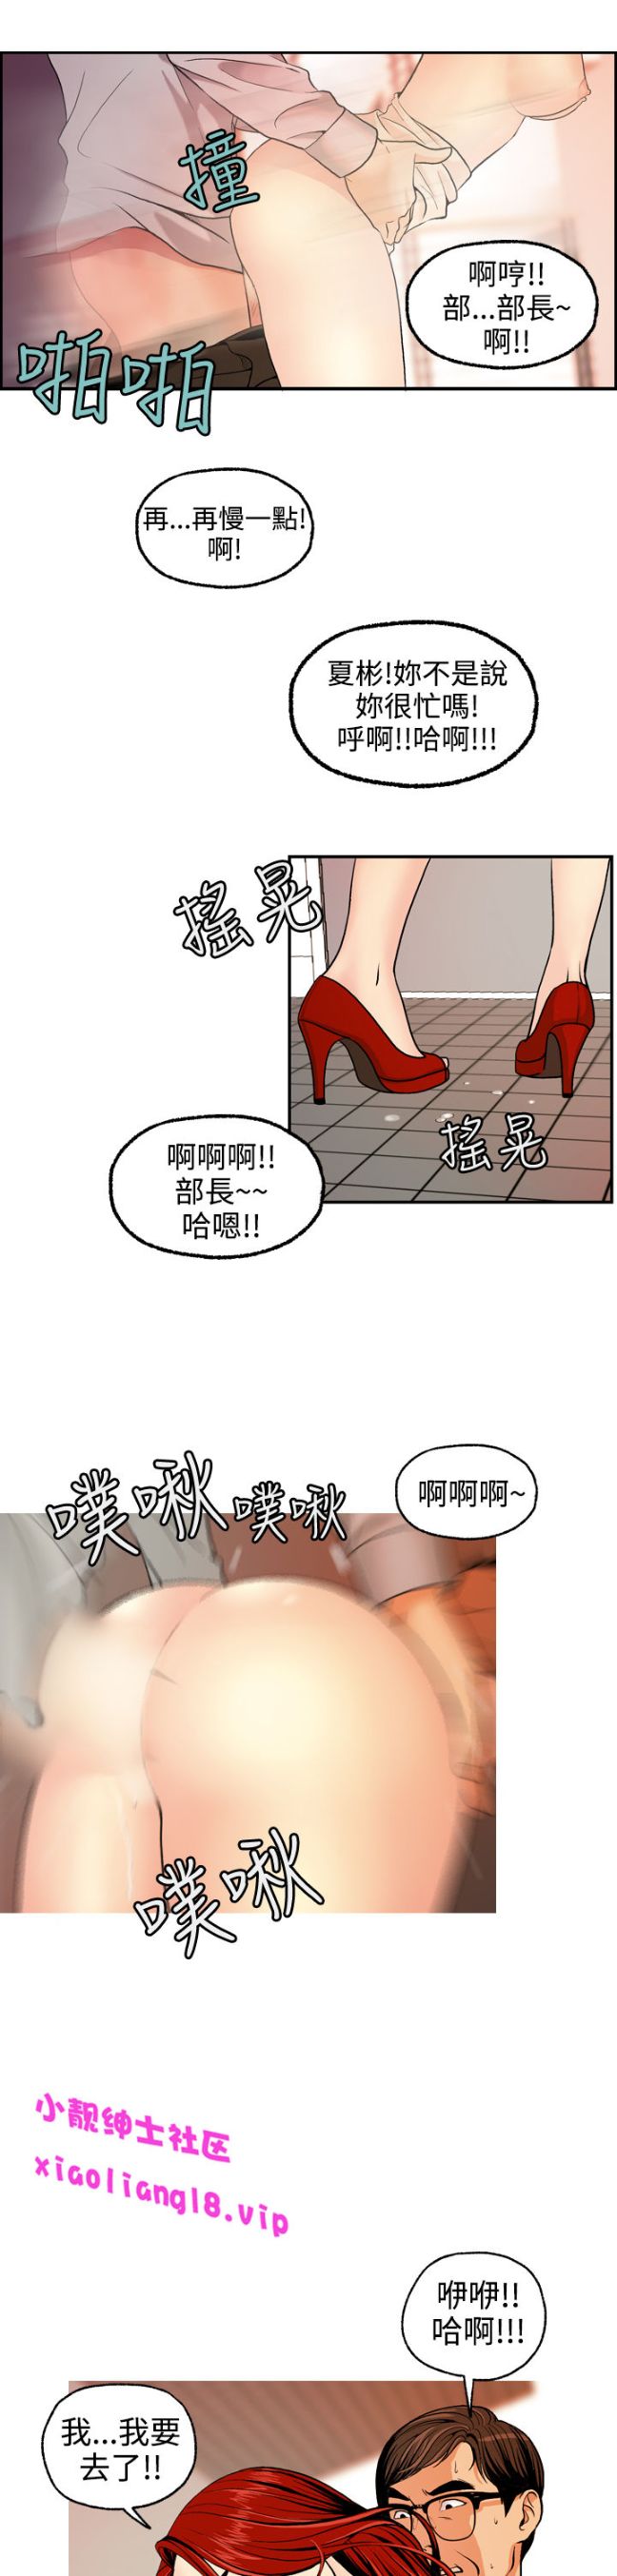 撞
啪啪
啊哼!!
部...部長~
啊!!
再...再慢一點!
啊!
夏彬!妳不是說
妳很忙嗎!
呼啊!!哈啊!!!
搖晃
搖晃
啊啊啊!!
部長~~
哈嗯!!
啊啊啊~
噗啾
噗啾
噗啾
小靓绅士社区
xiaoliang18.vip
咿咿!!
哈啊!!!
我...我要
去了!!